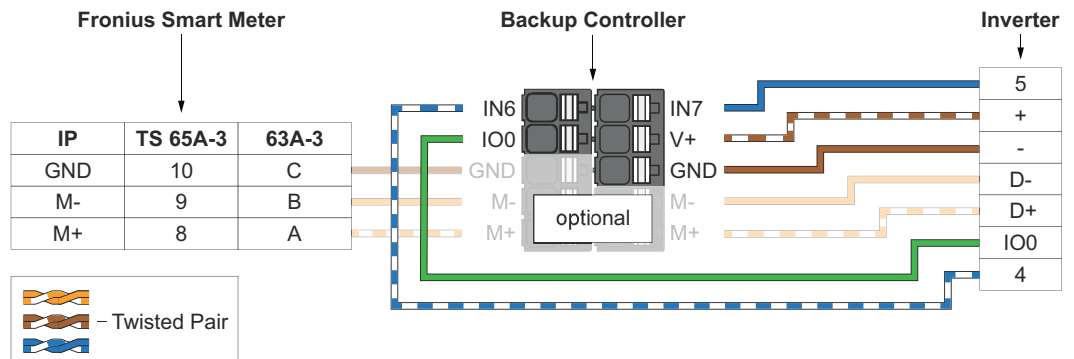 Fronius Smart Meter
Backup Controller
Inverter
IP TS 65A-3 63A-3
GND 10 C
M- 9 B
M+ 8 A
IN6
IO0
GND
M-
M+
optional
IN7
V+
GND
M-
M+
5
+
-
D-
D+
IO0
4
– Twisted Pair